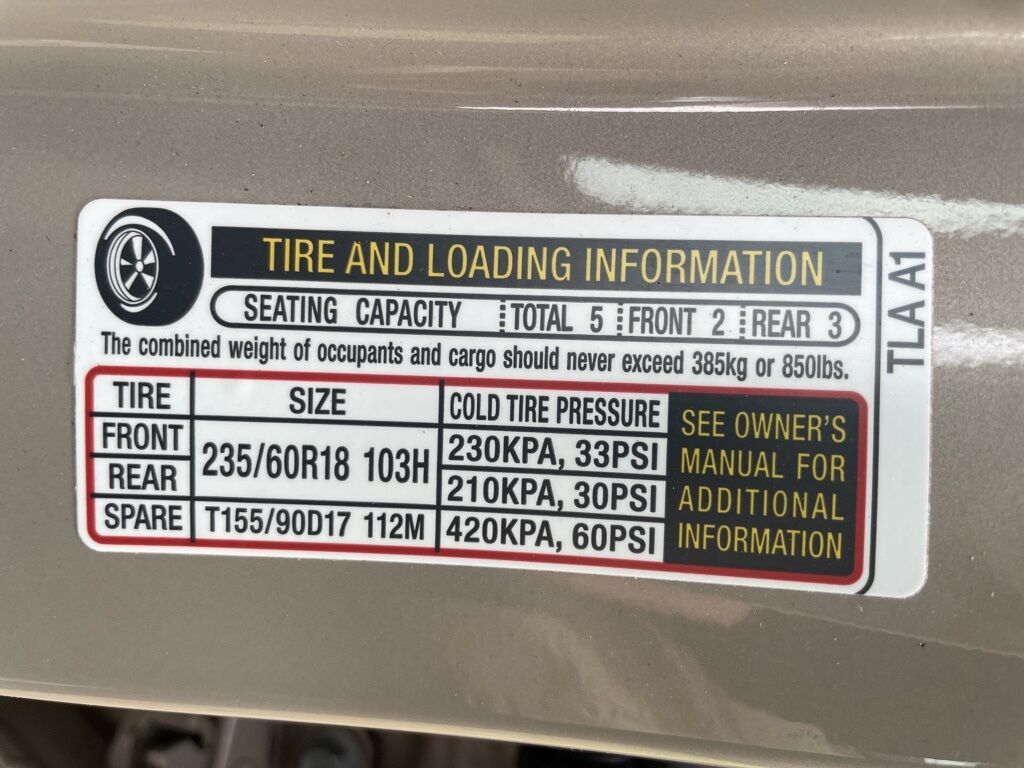 TIRE AND LOADING INFORMATION
SEATING CAPACITY TOTAL 5 FRONT 2 REAR 3
The combined weight of occupants and cargo should never exceed 385kg or 850lbs.
TIRE SIZE COLD TIRE PRESSURE
FRONT 235/60R18 103H 230KPA, 33PSI
REAR 210KPA, 30PSI
SPARE T155/90D17 112M 420KPA, 60PSI
SEE OWNER'S
MANUAL FOR
ADDITIONAL
INFORMATION
TLA A1